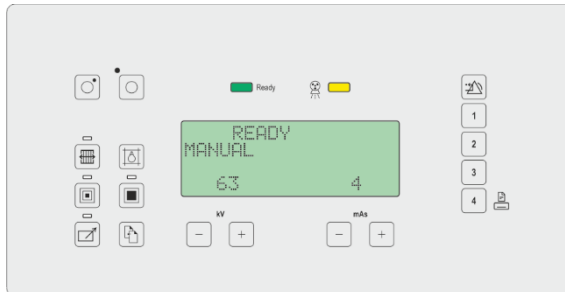 Ready
READY
MANUAL
63 4
kV mAs
- + - +
1
2
3
4